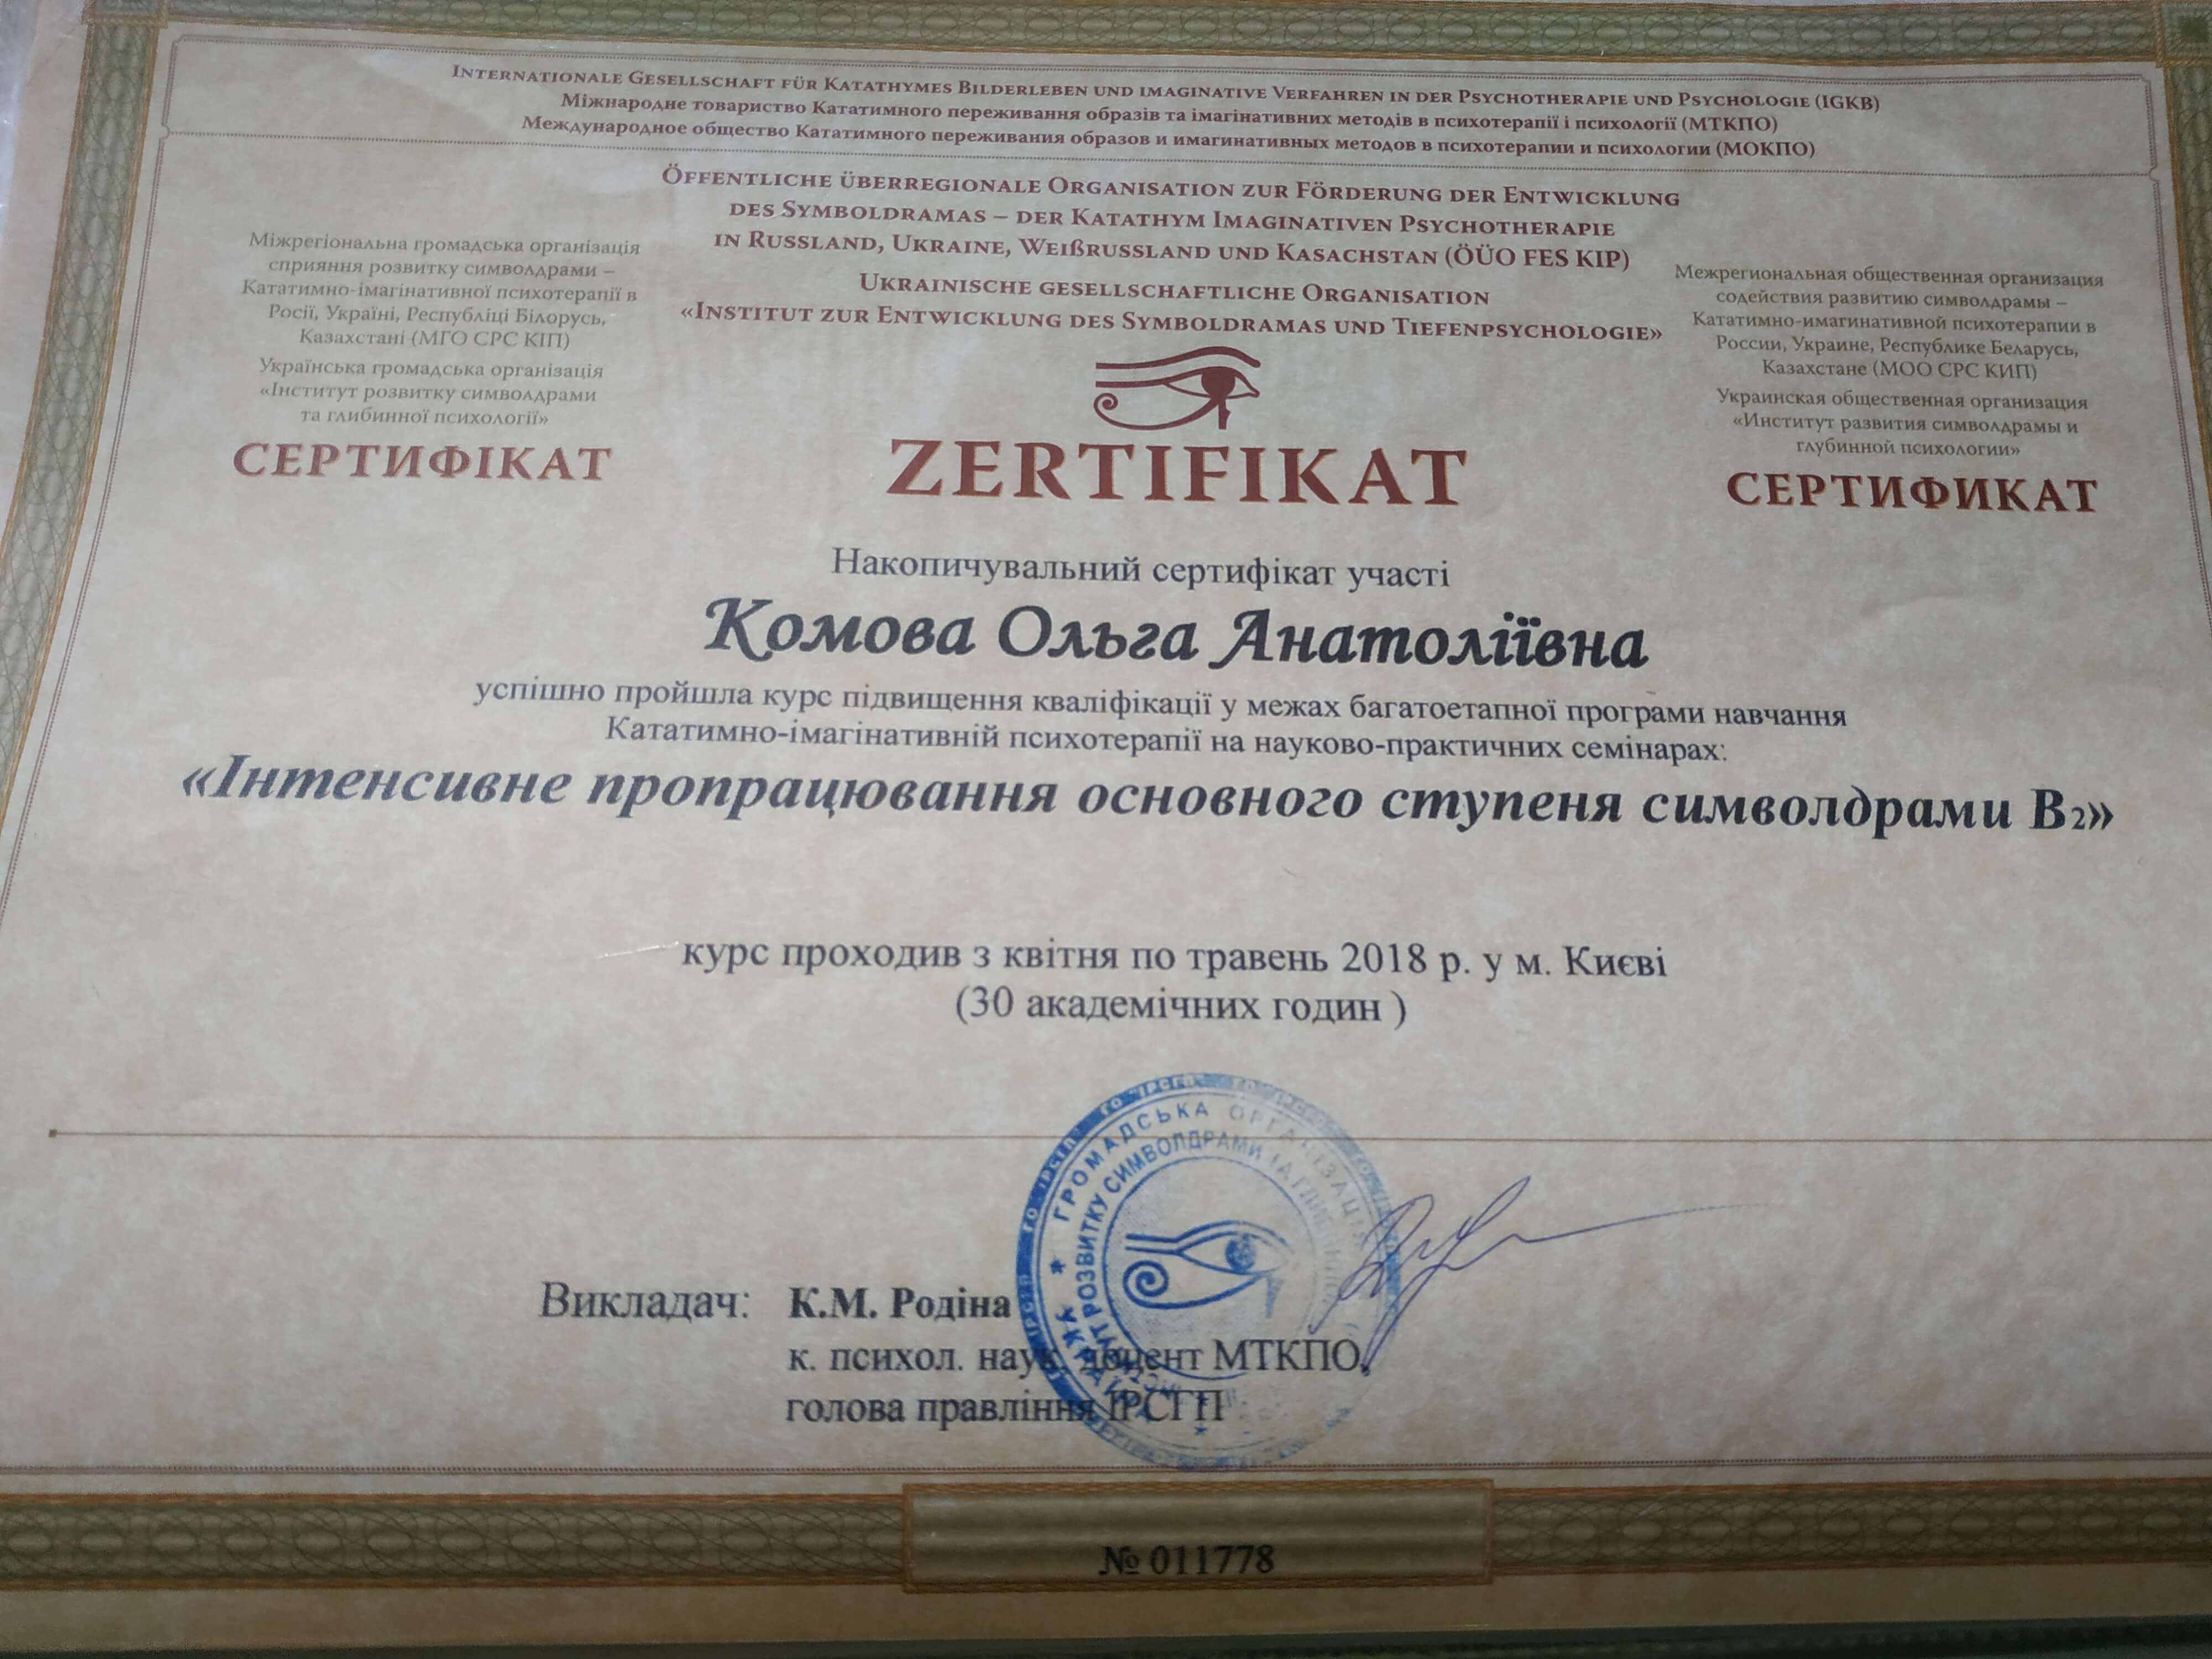 Internationale Gesellschaft für Katathymes Bilderleben und imaginative Verfahren in der Psychotherapie und Psychologie (IGKB)
Міжнародне товариство Кататимного переживання образів та імагінативних методів в психотерапії і психології (МТКПО)
Международное общество Кататимного переживания образов и имагинативных методов в психотерапии и психологии (МОКПО)
Öffentliche überregionale Organisation zur Förderung der Entwicklung
des Symboldramas – der Katathym Imaginativen Psychotherapie
in Russland, Ukraine, Weißrussland und Kasachstan (ÖÜO FES KIP)
Ukrainische gesellschaftliche Organisation
«Institut zur Entwicklung des Symboldramas und Tiefenpsychologie»
Міжрегіональна громадська організація
сприяння розвитку символдрами –
Кататимно-імагінативної психотерапії в
Росії, Україні, Республіці Білорусь,
Казахстані (МГО СРС КІП)
Українська громадська організація
«Інститут розвитку символдрами
та глибинної психології»
СЕРТИФІКАТ
ZERTIFIKAT
Межрегиональная общественная организация
содействия развитию символдрамы –
Кататимно-имагинативной психотерапии в
России, Украине, Республике Беларусь,
Казахстане (МОО СРС КИП)
Украинская общественная организация
«Институт развития символдрамы и
глубинной психологии»
СЕРТИФИКАТ
Накопичувальний сертифікат участі
Комова Ольга Анатоліївна
успішно пройшла курс підвищення кваліфікації у межах багатоетапної програми навчання
Кататимно-імагінативній психотерапії на науково-практичних семінарах:
«Інтенсивне пропрацювання основного ступеня символдрами В2»
курс проходив з квітня по травень 2018 р. у м. Києві
(30 академічних годин )
ГРОМАДСЬКА ОРГАНІЗАЦІЯ
РОЗВИТКУ СИМВОЛДРАМИ
Викладач: К.М. Родіна
к. психол. наук, доцент МТКПО,
голова правління ІРСГП
№ 011778